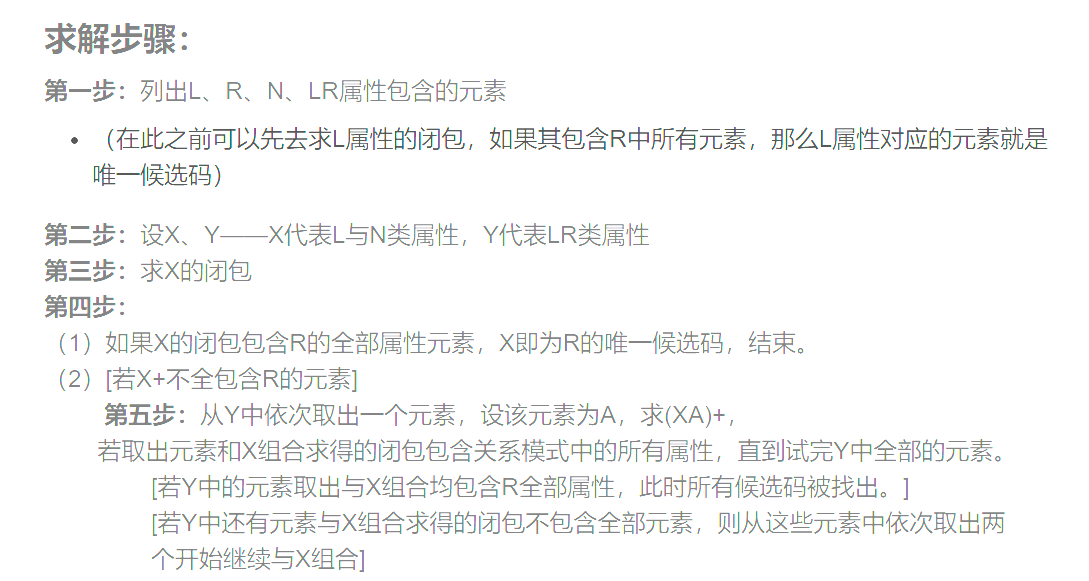 求解步骤：
第一步：列出L、R、N、LR属性包含的元素
• （在此之前可以先去求L属性的闭包，如果其包含R中所有元素，那么L属性对应的元素就是
唯一候选码）
第二步：设X、Y——X代表L与N类属性，Y代表LR类属性
第三步：求X的闭包
第四步：
（1）如果X的闭包包含R的全部属性元素，X即为R的唯一候选码，结束。
（2）[若X+不全包含R的元素]
第五步：从Y中依次取出一个元素，设该元素为A，求(XA)+，
若取出元素和X组合求得的闭包包含关系模式中的所有属性，直到试完Y中全部的元素。
[若Y中的元素取出与X组合均包含R全部属性，此时所有候选码被找出。]
[若Y中还有元素与X组合求得的闭包不包含全部元素，则从这些元素中依次取出两
个开始继续与X组合]